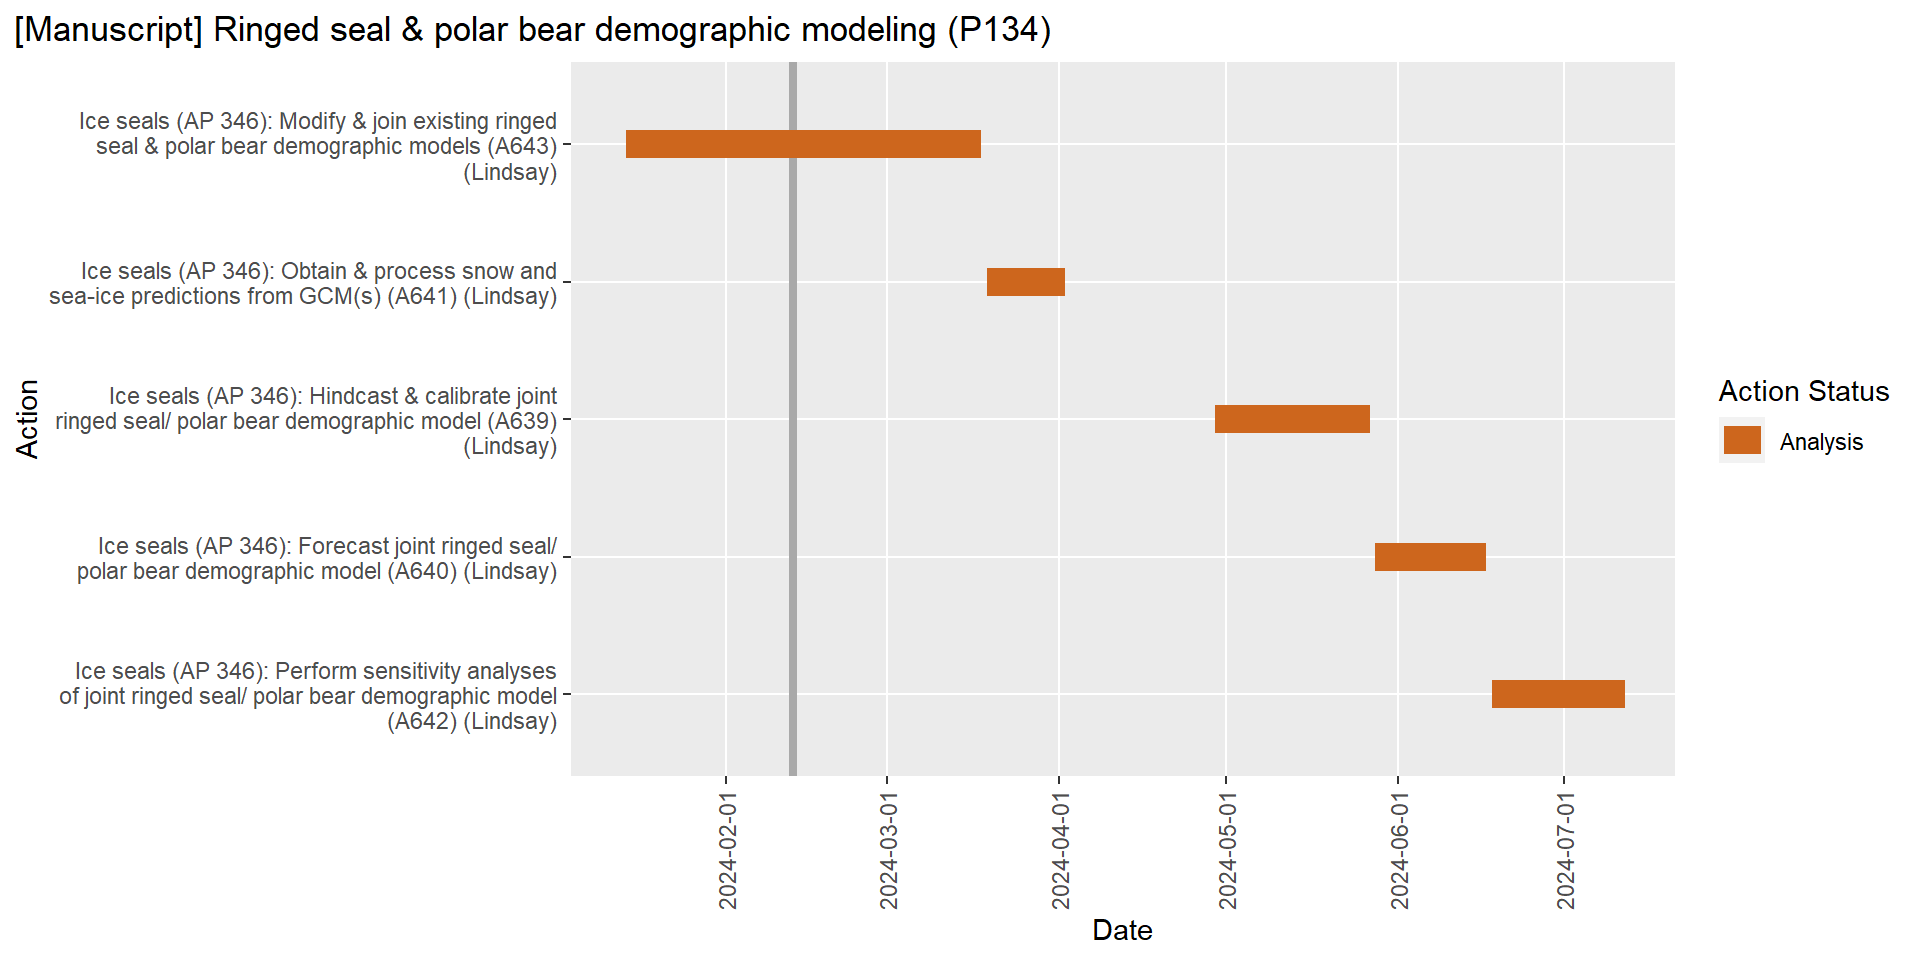 [Manuscript] Ringed seal & polar bear demographic modeling (P134)
Ice seals (AP 346): Modify & join existing ringed
seal & polar bear demographic models (A643)
(Lindsay)
Ice seals (AP 346): Obtain & process snow and
sea-ice predictions from GCM(s) (A641) (Lindsay)
Ice seals (AP 346): Hindcast & calibrate joint
ringed seal/ polar bear demographic model (A639)
(Lindsay)
Ice seals (AP 346): Forecast joint ringed seal/
polar bear demographic model (A640) (Lindsay)
Ice seals (AP 346): Perform sensitivity analyses
of joint ringed seal/ polar bear demographic model
(A642) (Lindsay)
Action
2024-02-01
2024-03-01
2024-04-01
2024-05-01
2024-06-01
2024-07-01
Date
Action Status
Analysis